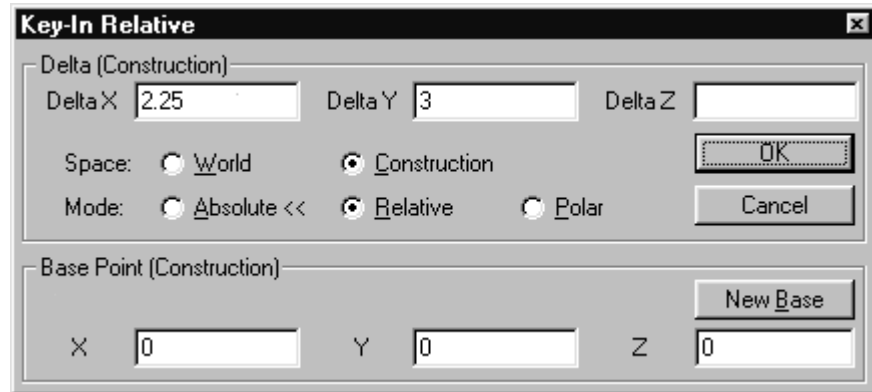 Key-In Relative
Delta (Construction)
Delta X 2.25 Delta Y 3 Delta Z
OK
Space: World Construction
Mode: Absolute << Relative Polar Cancel
Base Point (Construction)
New Base
X 0 Y 0 Z 0